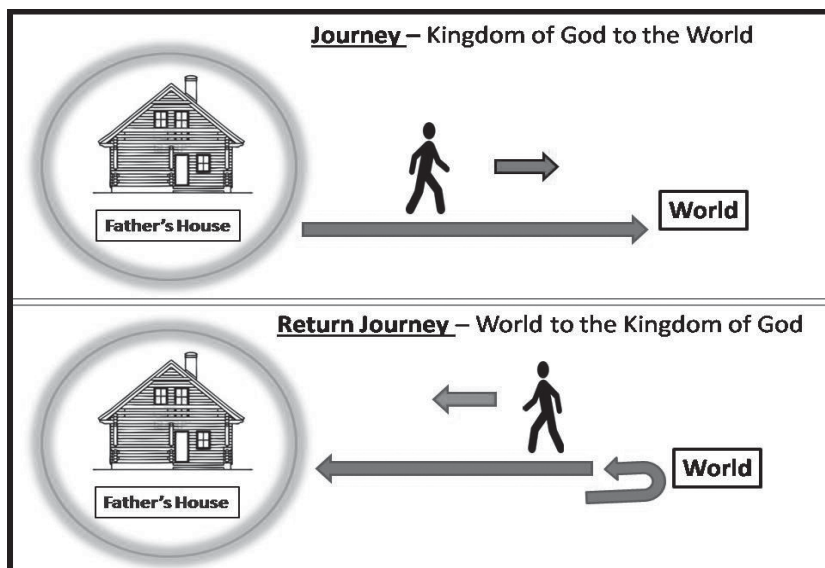 Journey – Kingdom of God to the World
Father's House
World
Return Journey – World to the Kingdom of God
Father's House
World